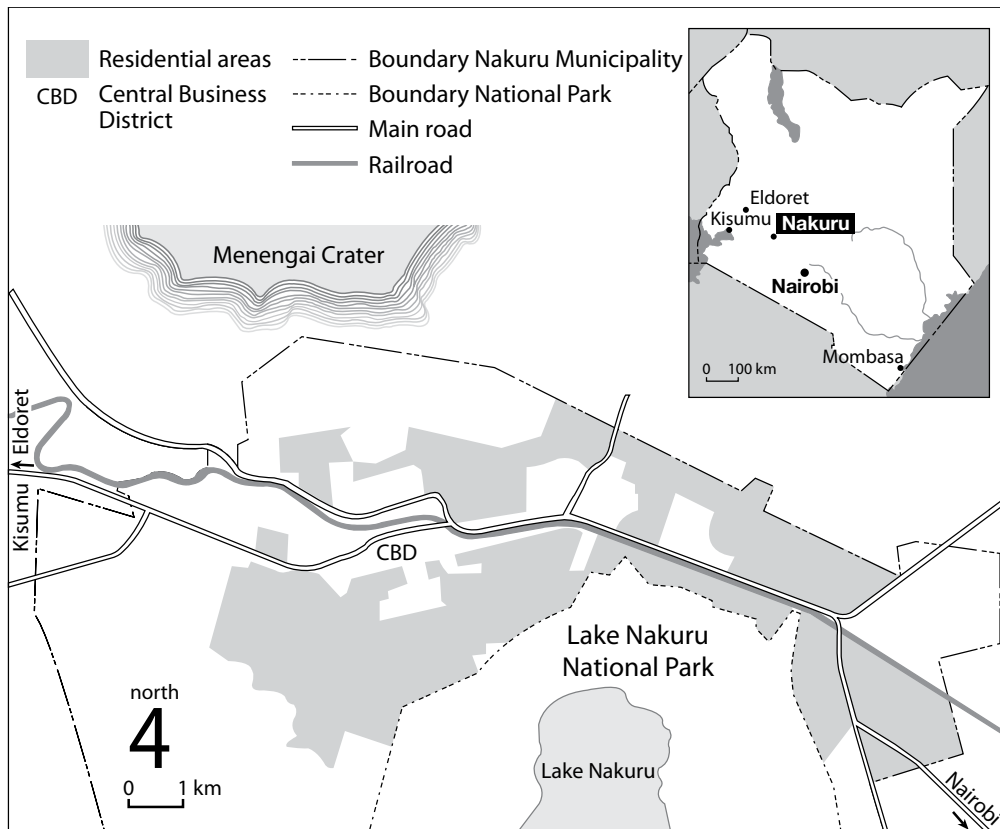 Residential areas
CBD Central Business
District
Boundary Nakuru Municipality
Boundary National Park
Main road
Railroad
Eldoret
Kisumu
Nakuru
Nairobi
Mombasa
0 100 km
Menengai Crater
Eldoret
Kisumu
CBD
Lake Nakuru
National Park
north
4
0 1 km
Lake Nakuru
Nairobi